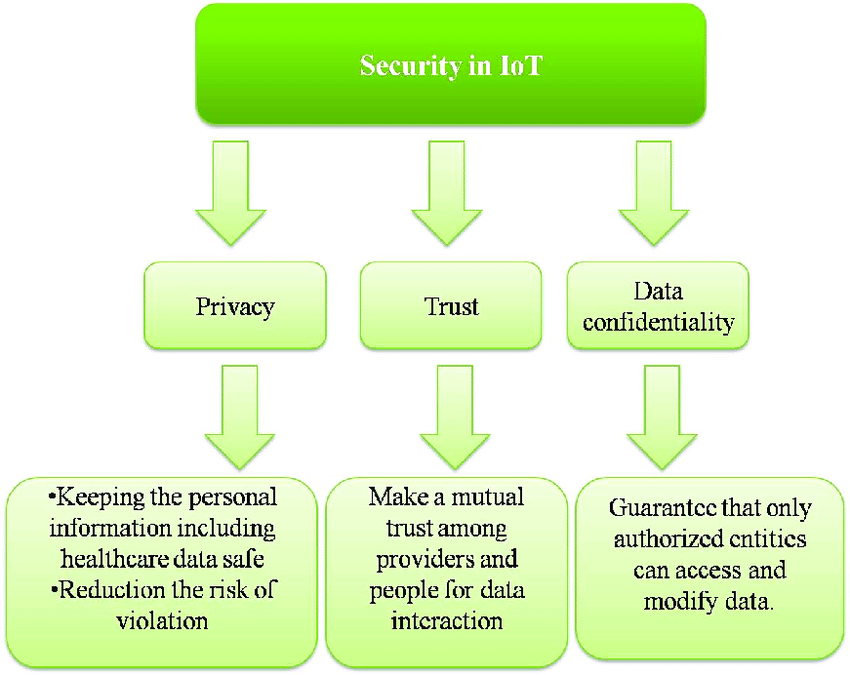 Security in IoT
Privacy
Trust
Data
confidentiality
•Keeping the personal
information including
healthcare data safe
•Reduction the risk of
violation
Make a mutual
trust among
providers and
people for data
interaction
Guarantee that only
authorized entities
can access and
modify data.